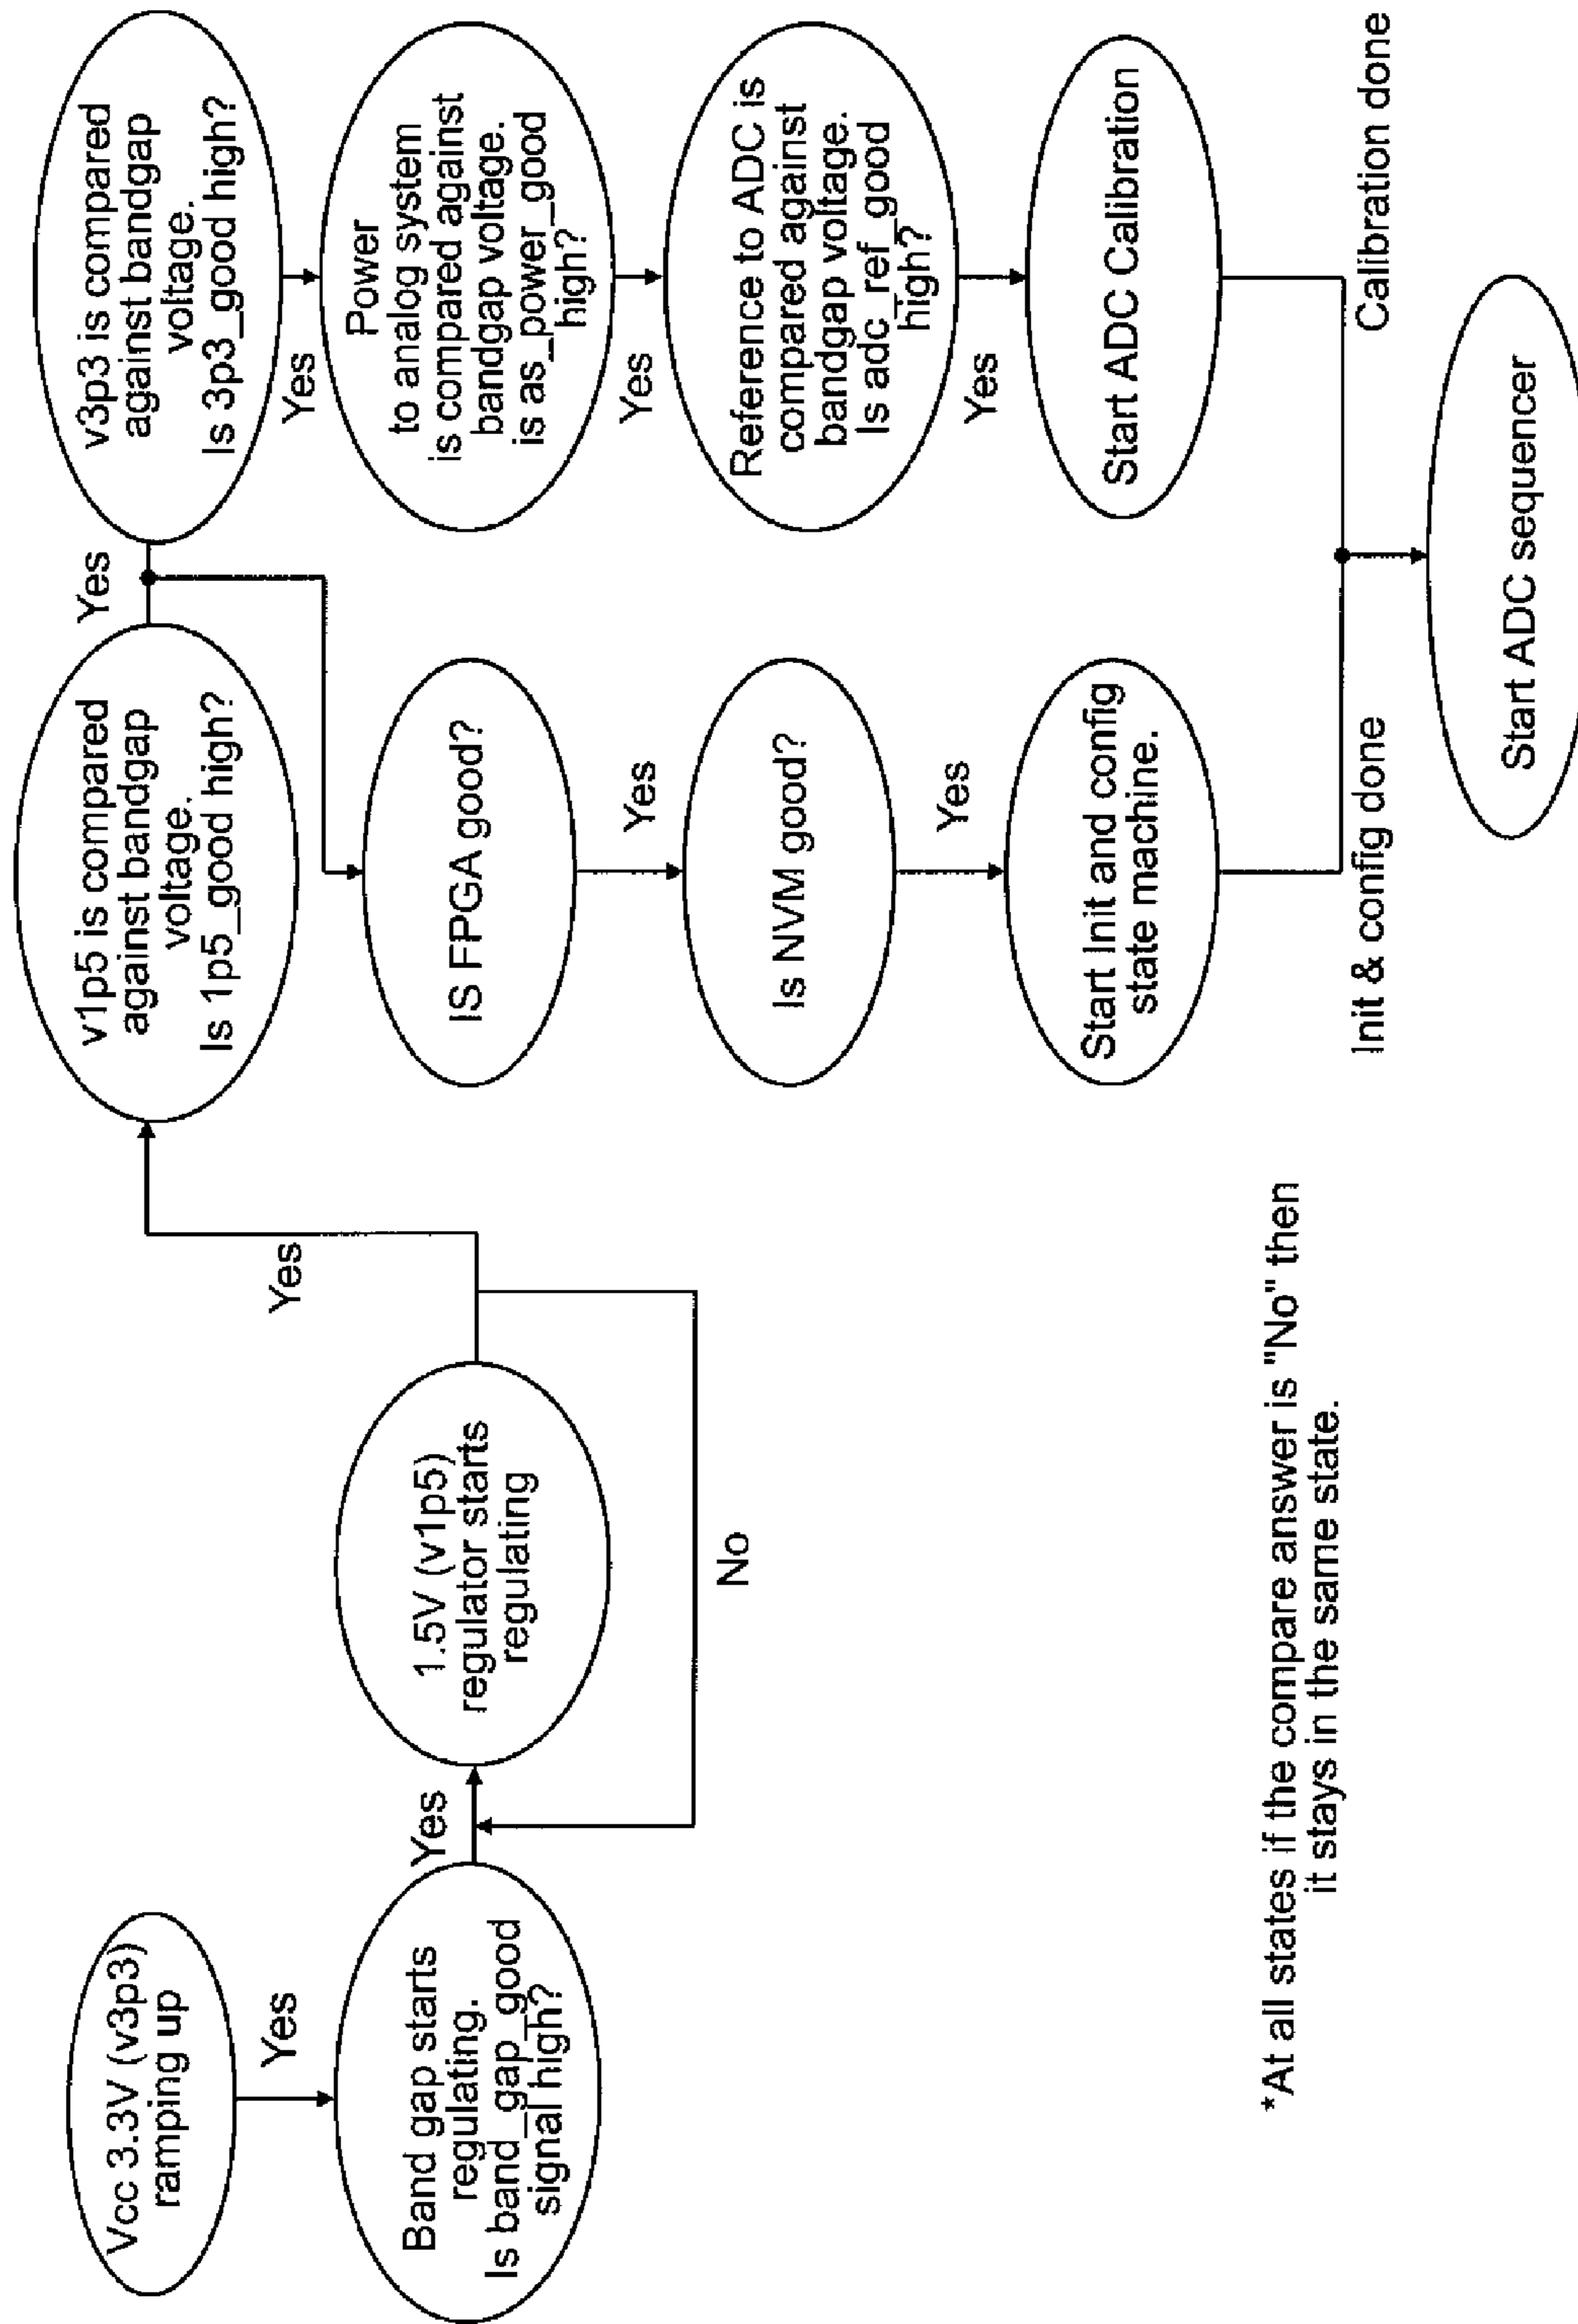 Vcc 3.3V (v3p3)
ramping up
Yes
Band gap starts
regulating.
Is band_gap_good
signal high?
Yes
1.5V (v1p5)
regulator starts
regulating
No
Yes
v1p5 is compared
against bandgap
voltage.
Is 1p5_good high?
Yes
IS FPGA good?
Yes
Is NVM good?
Yes
Start Init and config
state machine.
Init & config done
v3p3 is compared
against bandgap
voltage.
Is 3p3_good high?
Yes
Power
to analog system
is compared against
bandgap voltage.
is as_power_good
high?
Yes
Reference to ADC is
compared against
bandgap voltage.
Is adc_ref_good
high?
Yes
Start ADC Calibration
Calibration done
Start ADC sequencer
*At all states if the compare answer is "No" then
it stays in the same state.